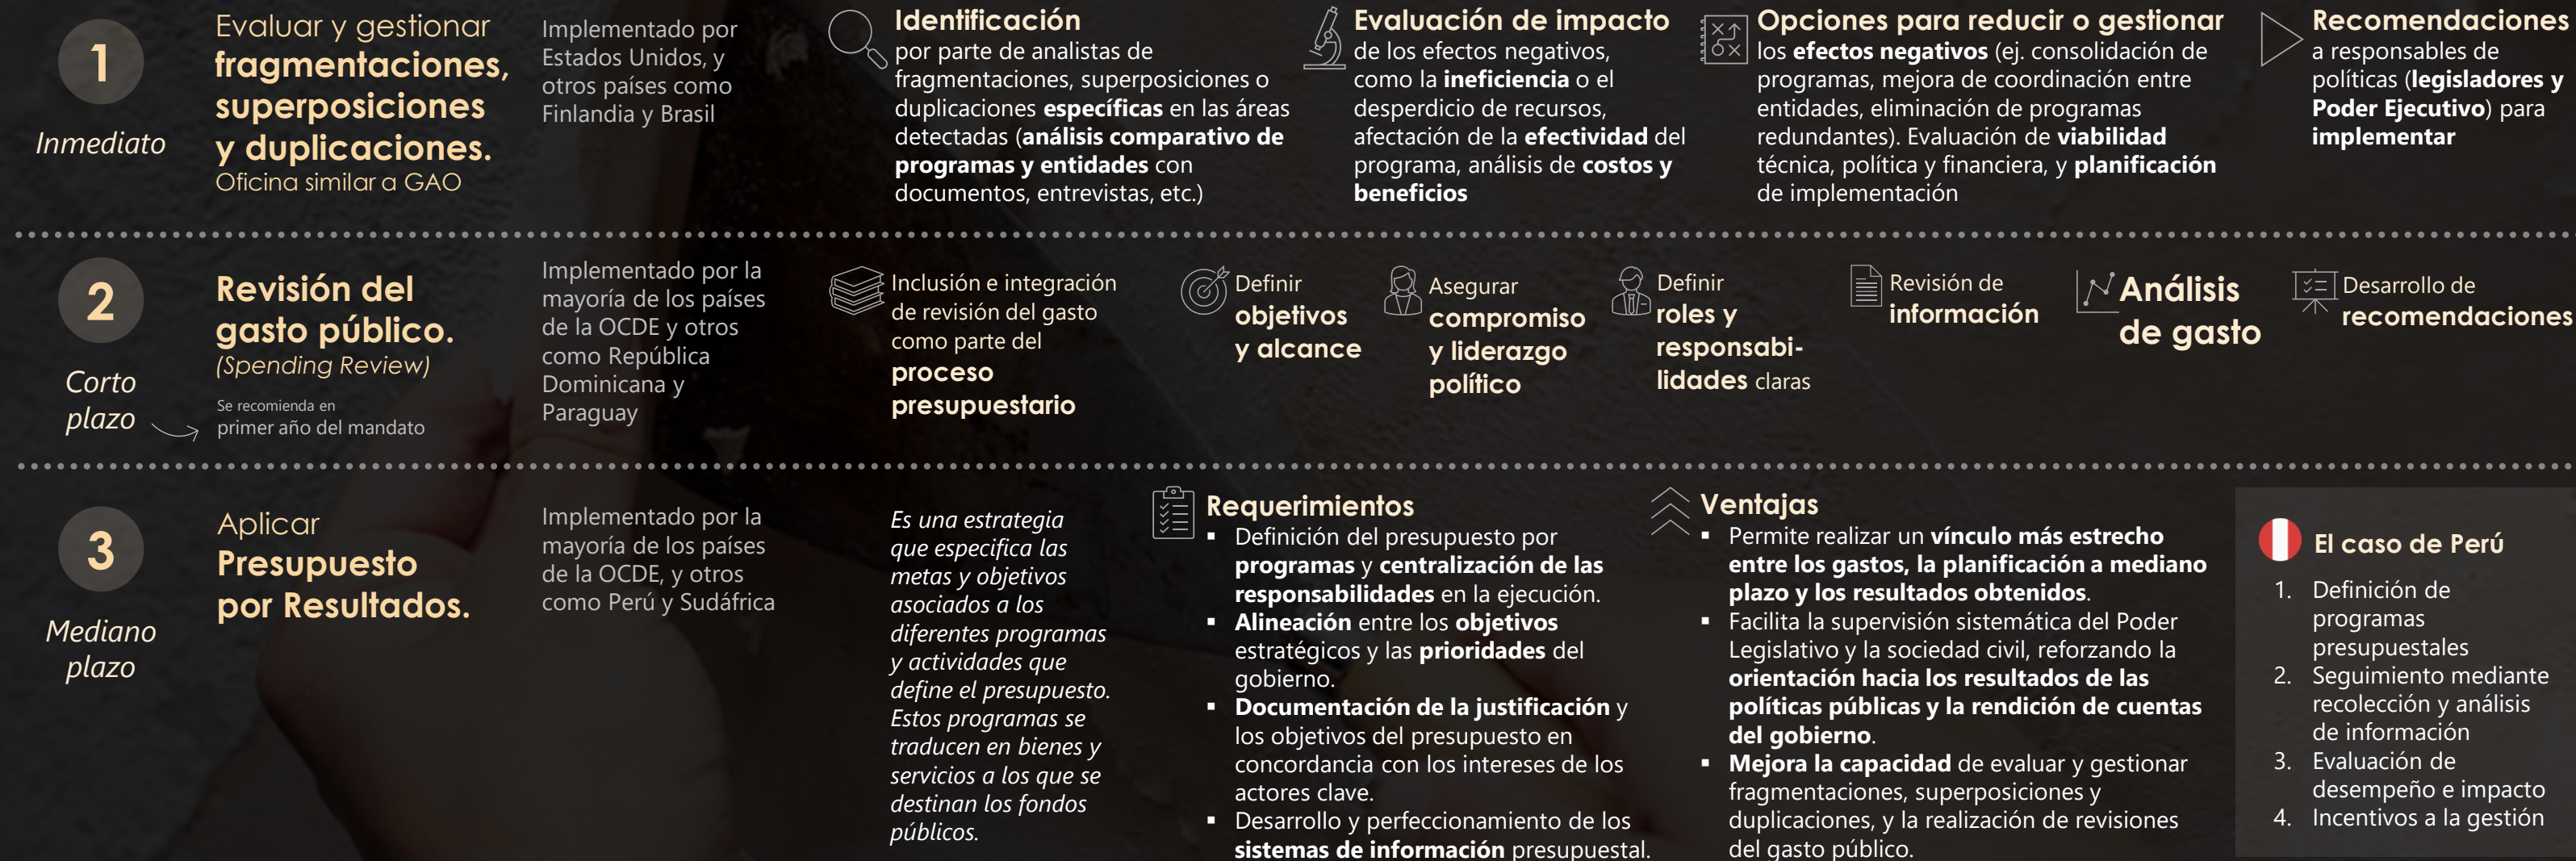 1
Inmediato
Evaluar y gestionar
fragmentaciones,
superposiciones
y duplicaciones.
Oficina similar a GAO
Implementado por
Estados Unidos, y
otros países como
Finlandia y Brasil
Identificación
por parte de analistas de
fragmentaciones, superposiciones o
duplicaciones específicas en las áreas
detectadas (análisis comparativo de
programas y entidades con
documentos, entrevistas, etc.)
Evaluación de impacto
de los efectos negativos,
como la ineficiencia o el
desperdicio de recursos,
afectación de la efectividad del
programa, análisis de costos y
beneficios
Opciones para reducir o gestionar
los efectos negativos (ej. consolidación de
programas, mejora de coordinación entre
entidades, eliminación de programas
redundantes). Evaluación de viabilidad
técnica, política y financiera, y planificación
de implementación
Recomendaciones
a responsables de
políticas (legisladores y
Poder Ejecutivo) para
implementar
2
Corto
plazo
Revisión del
gasto público.
(Spending Review)
Se recomienda en
primer año del mandato
Implementado por la
mayoría de los países
de la OCDE y otros
como República
Dominicana y
Paraguay
Inclusión e integración
de revisión del gasto
como parte del
proceso
presupuestario
Definir
objetivos
y alcance
Asegurar
compromiso
y liderazgo
político
Definir
roles y
responsabi-
lidades claras
Revisión de
información
Análisis
de gasto
Desarrollo de
recomendaciones
3
Mediano
plazo
Aplicar
Presupuesto
por Resultados.
Implementado por la
mayoría de los países
de la OCDE, y otros
como Perú y Sudáfrica
Es una estrategia
que especifica las
metas y objetivos
asociados a los
diferentes programas
y actividades que
define el presupuesto.
Estos programas se
traducen en bienes y
servicios a los que se
destinan los fondos
públicos.
Requerimientos
▪ Definición del presupuesto por
programas y centralización de las
responsabilidades en la ejecución.
▪ Alineación entre los objetivos
estratégicos y las prioridades del
gobierno.
▪ Documentación de la justificación y
los objetivos del presupuesto en
concordancia con los intereses de los
actores clave.
▪ Desarrollo y perfeccionamiento de los
sistemas de información presupuestal.
Ventajas
▪ Permite realizar un vínculo más estrecho
entre los gastos, la planificación a mediano
plazo y los resultados obtenidos.
▪ Facilita la supervisión sistemática del Poder
Legislativo y la sociedad civil, reforzando la
orientación hacia los resultados de las
políticas públicas y la rendición de cuentas
del gobierno.
▪ Mejora la capacidad de evaluar y gestionar
fragmentaciones, superposiciones y
duplicaciones, y la realización de revisiones
del gasto público.
El caso de Perú
1. Definición de
programas
presupuestales
2. Seguimiento mediante
recolección y análisis
de información
3. Evaluación de
desempeño e impacto
4. Incentivos a la gestión